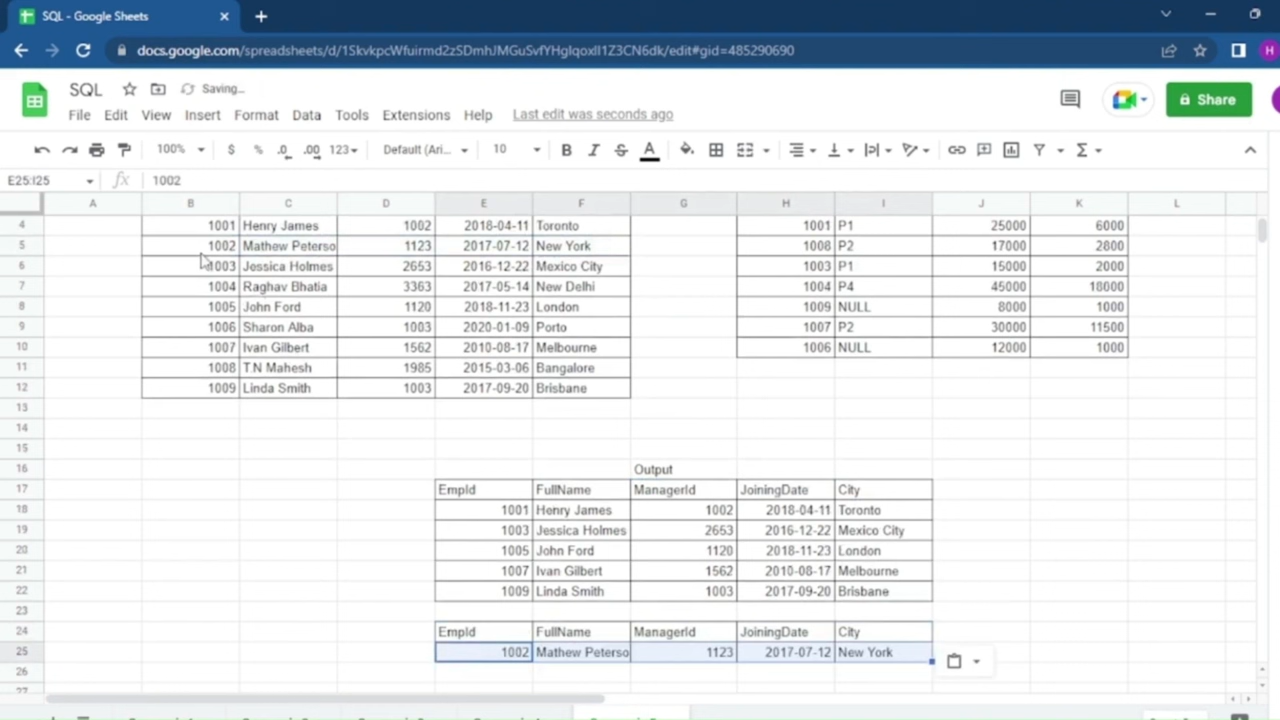 SQL - Google Sheets
docs.google.com/spreadsheets/d/1SkvkpcWfuirmd2zSDmhJMGuSvfYHgIqoxlI1Z3CN6dk/edit#gid=485290690
H
SQL Saving...
File Edit View Insert Format Data Tools Extensions Help Last edit was seconds ago
Share
100% $ % .0 .00 123 Default (Ari... 10 B I S A
E25:I25 fx 1002
A B C D E F G H I J K L
4 1001 Henry James 1002 2018-04-11 Toronto 1001 P1 25000 6000
5 1002 Mathew Peterso 1123 2017-07-12 New York 1008 P2 17000 2800
6 1003 Jessica Holmes 2653 2016-12-22 Mexico City 1003 P1 15000 2000
7 1004 Raghav Bhatia 3363 2017-05-14 New Delhi 1004 P4 45000 18000
8 1005 John Ford 1120 2018-11-23 London 1009 NULL 8000 1000
9 1006 Sharon Alba 1003 2020-01-09 Porto 1007 P2 30000 11500
10 1007 Ivan Gilbert 1562 2010-08-17 Melbourne 1006 NULL 12000 1000
11 1008 T.N Mahesh 1985 2015-03-06 Bangalore
12 1009 Linda Smith 1003 2017-09-20 Brisbane
13
14
15
16 Output
17 EmpId FullName ManagerId JoiningDate City
18 1001 Henry James 1002 2018-04-11 Toronto
19 1003 Jessica Holmes 2653 2016-12-22 Mexico City
20 1005 John Ford 1120 2018-11-23 London
21 1007 Ivan Gilbert 1562 2010-08-17 Melbourne
22 1009 Linda Smith 1003 2017-09-20 Brisbane
23
24 EmpId FullName ManagerId JoiningDate City
25 1002 Mathew Peterso 1123 2017-07-12 New York
26
27